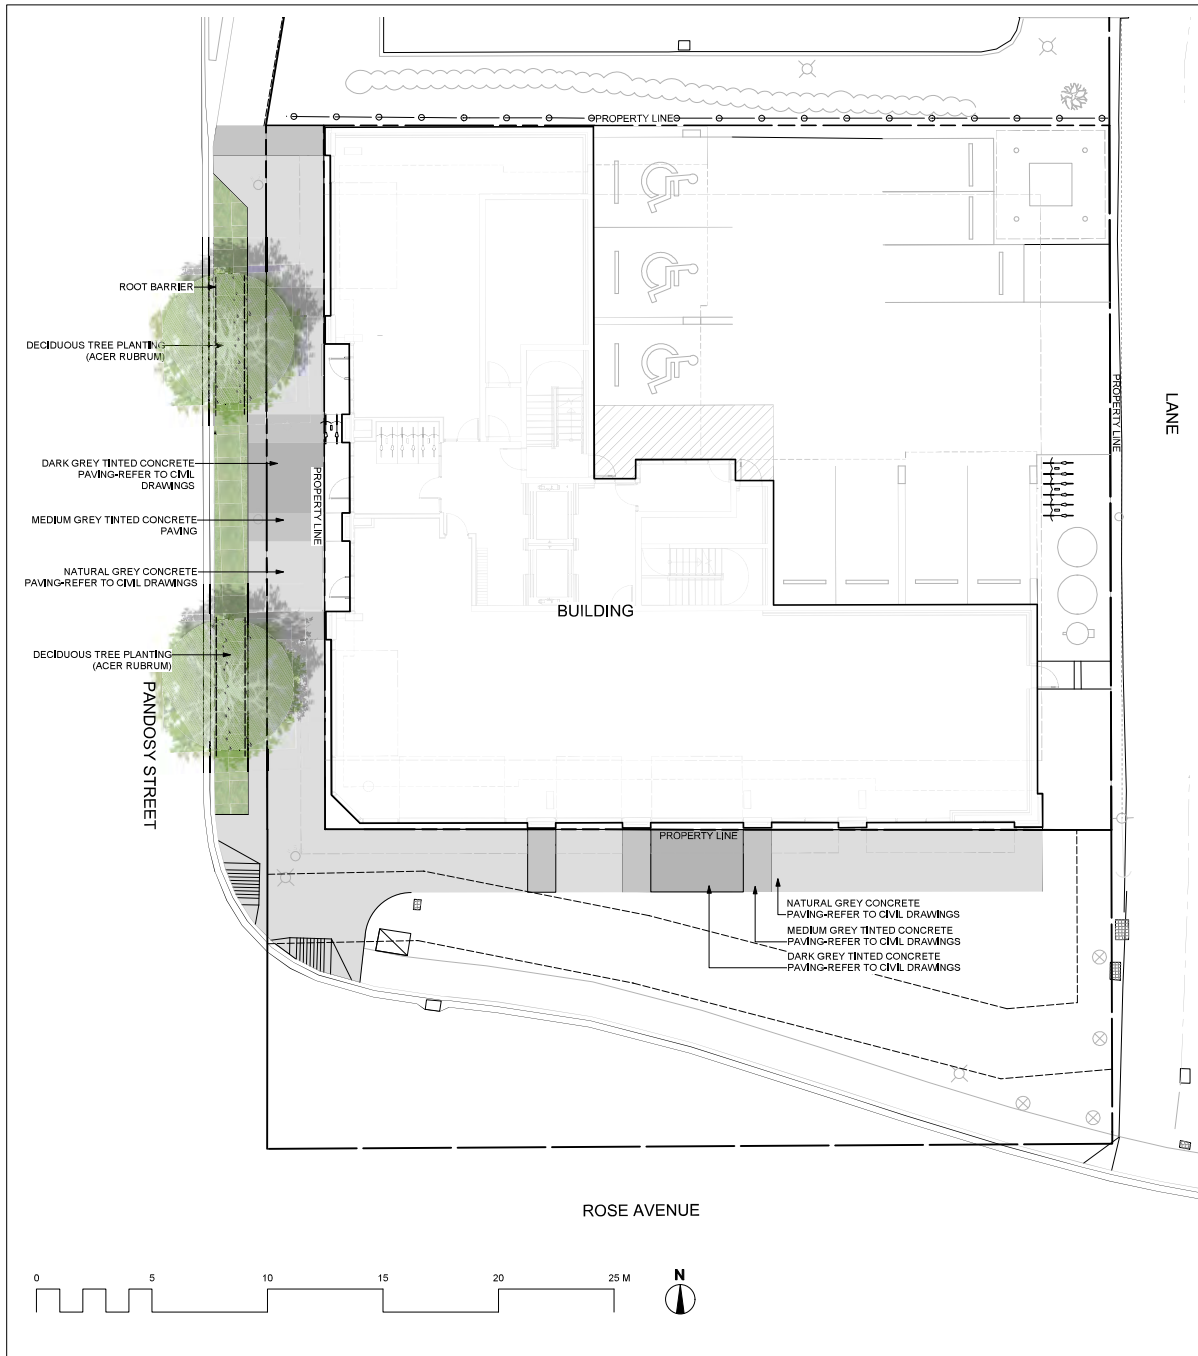 PROPERTY LINE
ROOT BARRIER
DECIDUOUS TREE PLANTING
(ACER RUBRUM)
PROPERTY LINE
LANE
DARK GREY TINTED CONCRETE
PAVING-REFER TO CIVIL
DRAWINGS
PROPERTY LINE
MEDIUM GREY TINTED CONCRETE
PAVING
NATURAL GREY CONCRETE
PAVING-REFER TO CIVIL DRAWINGS
BUILDING
DECIDUOUS TREE PLANTING
(ACER RUBRUM)
PANDOSY STREET
PROPERTY LINE
NATURAL GREY CONCRETE
PAVING-REFER TO CIVIL DRAWINGS
MEDIUM GREY TINTED CONCRETE
PAVING-REFER TO CIVIL DRAWINGS
DARK GREY TINTED CONCRETE
PAVING-REFER TO CIVIL DRAWINGS
ROSE AVENUE
0 5 10 15 20 25 M
N